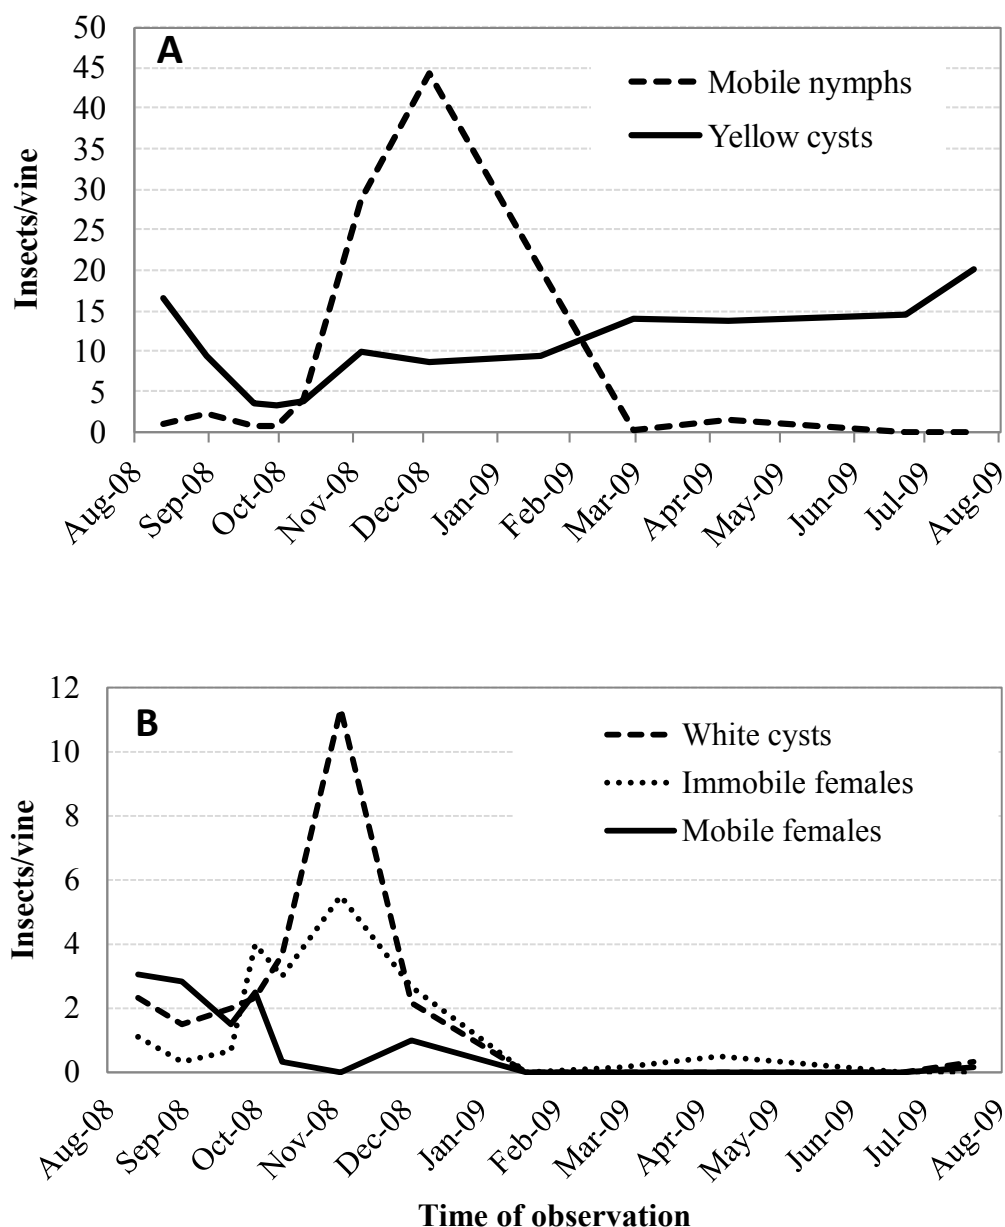 A
50
45
40
35
30
25
20
15
10
5
0
Insects/vine
Mobile nymphs
Yellow cysts
Aug-08 Sep-08 Oct-08 Nov-08 Dec-08 Jan-09 Feb-09 Mar-09 Apr-09 May-09 Jun-09 Jul-09 Aug-09
B
12
10
8
6
4
2
0
Insects/vine
White cysts
Immobile females
Mobile females
Aug-08 Sep-08 Oct-08 Nov-08 Dec-08 Jan-09 Feb-09 Mar-09 Apr-09 May-09 Jun-09 Jul-09 Aug-09
Time of observation